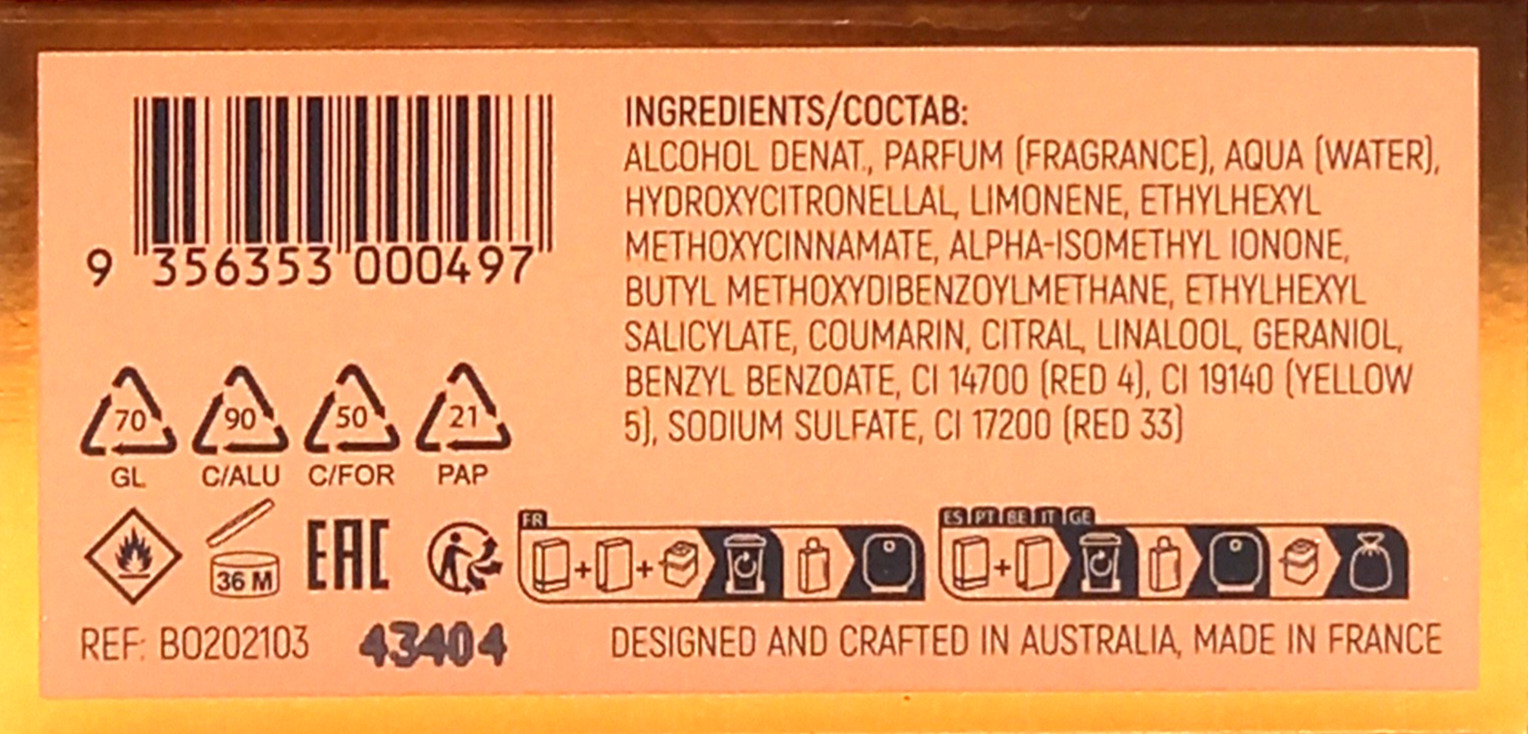 9 356353 000497
INGREDIENTS/СОСТАВ:
ALCOHOL DENAT., PARFUM (FRAGRANCE), AQUA (WATER),
HYDROXYCITRONELLAL, LIMONENE, ETHYLHEXYL
METHOXYCINNAMATE, ALPHA-ISOMETHYL IONONE,
BUTYL METHOXYDIBENZOYLMETHANE, ETHYLHEXYL
SALICYLATE, COUMARIN, CITRAL, LINALOOL, GERANIOL,
BENZYL BENZOATE, CI 14700 (RED 4), CI 19140 (YELLOW
5), SODIUM SULFATE, CI 17200 (RED 33)
70 90 50 21
GL C/ALU C/FOR PAP
36 M
EAC
FR
ES PT BE IT GE
REF: BO202103 43404
DESIGNED AND CRAFTED IN AUSTRALIA, MADE IN FRANCE